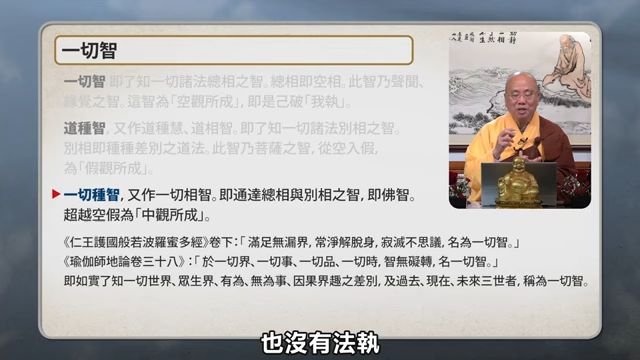 一切智
一切智 即了知一切諸法總相之智。總相即空相。此智乃聲聞、
緣覺之智。這智為「空觀所成」，即是己破「我執」。
道種智，又作道種慧、道相智。即了知一切諸法別相之智。
別相即種種差別之道法。此智乃菩薩之智，從空入假，
為「假觀所成」。
一切種智，又作一切相智。即通達總相與別相之智，即佛智。
超越空假為「中觀所成」。
《仁王護國般若波羅蜜多經》卷下：「滿足無漏界，常淨解脫身，寂滅不思議，名為一切智。」
《瑜伽師地論卷三十八》：「於一切界、一切事、一切品、一切時，智無礙轉，名一切智。」
即如實了知一切世界、眾生界、有為、無為事、因果界趣之差別，及過去、現在、未來三世者，稱為一切智。
也沒有法執